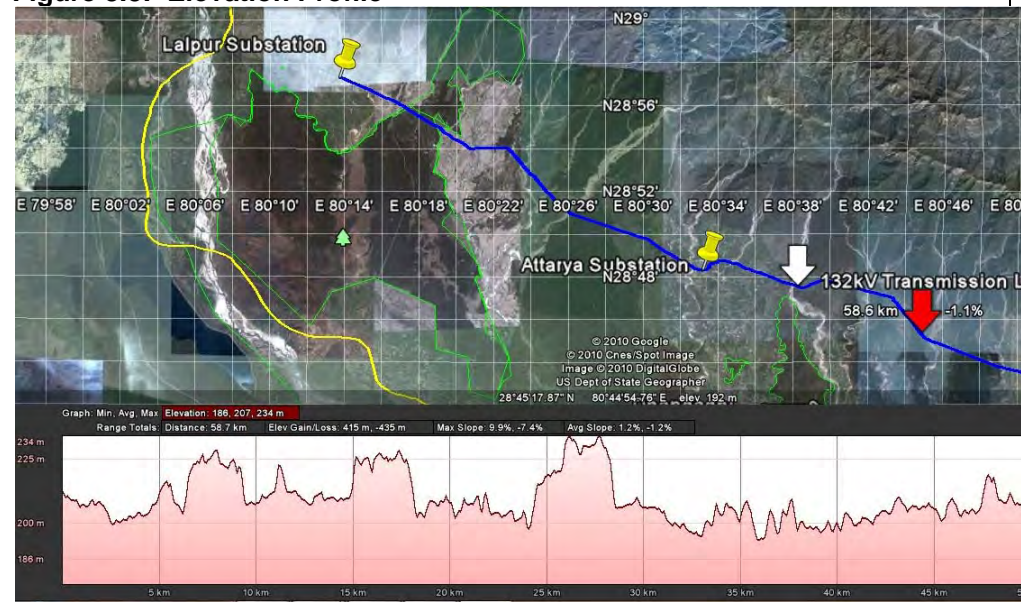 Lalpur Substation
N29°
N28°56'
N28°52'
E 79°58' E 80°02' E 80°06' E 80°10' E 80°14' E 80°18' E 80°22' E 80°26' E 80°30' E 80°34' E 80°38' E 80°42' E 80°46' E 80
Attarya Substation
N28°48'
132kV Transmission L
58.6 km -1.1%
© 2010 Google
© 2010 Cnes/Spot Image
Image © 2010 DigitalGlobe
US Dept of State Geographer
28°45'17.87" N 80°44'54.76" E elev 192 m
Graph: Min, Avg, Max Elevation: 186, 207, 234 m
Range Totals: Distance: 58.7 km Elev Gain/Loss: 415 m, -435 m Max Slope: 9.9%, -7.4% Avg Slope: 1.2%, -1.2%
234 m
225 m
200 m
186 m
5 km 10 km 15 km 20 km 25 km 30 km 35 km 40 km 45 km